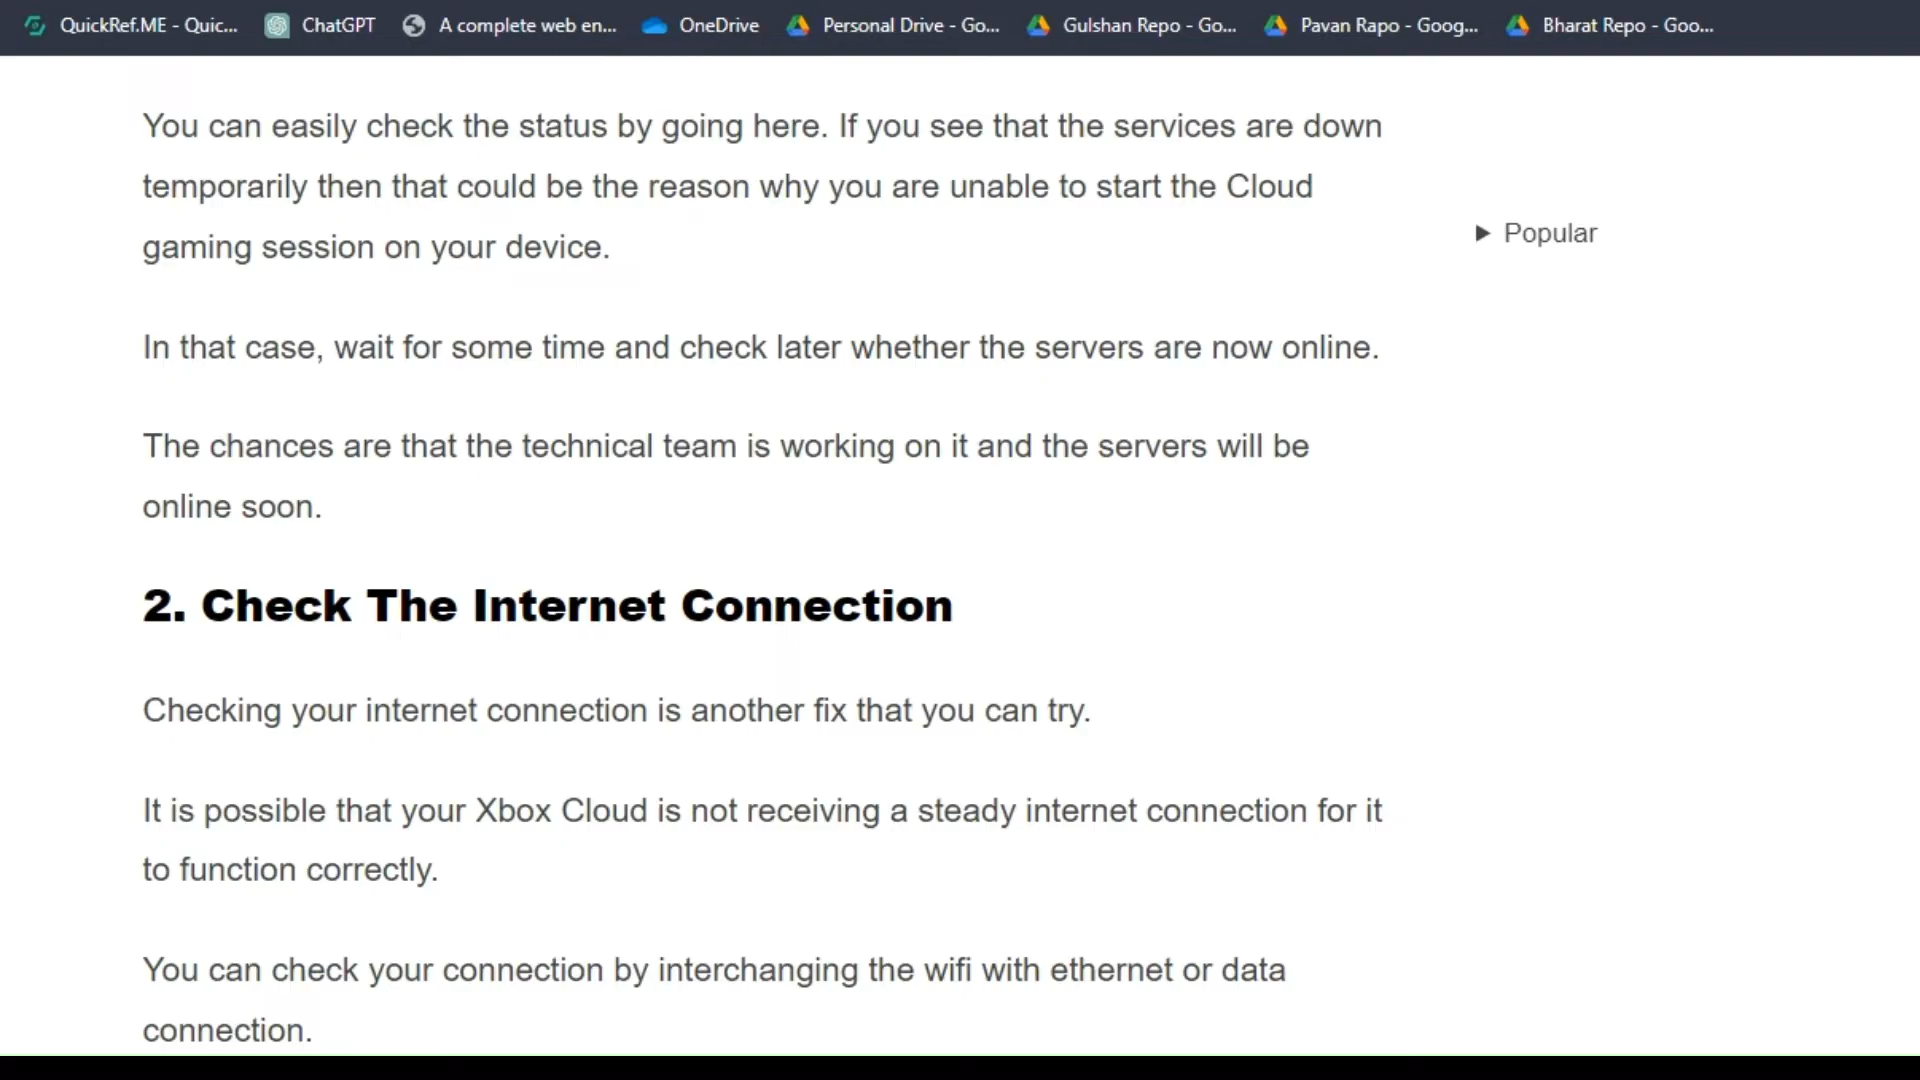 QuickRef.ME - Quic... ChatGPT A complete web en... OneDrive Personal Drive - Go... Gulshan Repo - Go... Pavan Rapo - Goog... Bharat Repo - Goo...
You can easily check the status by going here. If you see that the services are down
temporarily then that could be the reason why you are unable to start the Cloud
gaming session on your device.
Popular
In that case, wait for some time and check later whether the servers are now online.
The chances are that the technical team is working on it and the servers will be
online soon.
2. Check The Internet Connection
Checking your internet connection is another fix that you can try.
It is possible that your Xbox Cloud is not receiving a steady internet connection for it
to function correctly.
You can check your connection by interchanging the wifi with ethernet or data
connection.